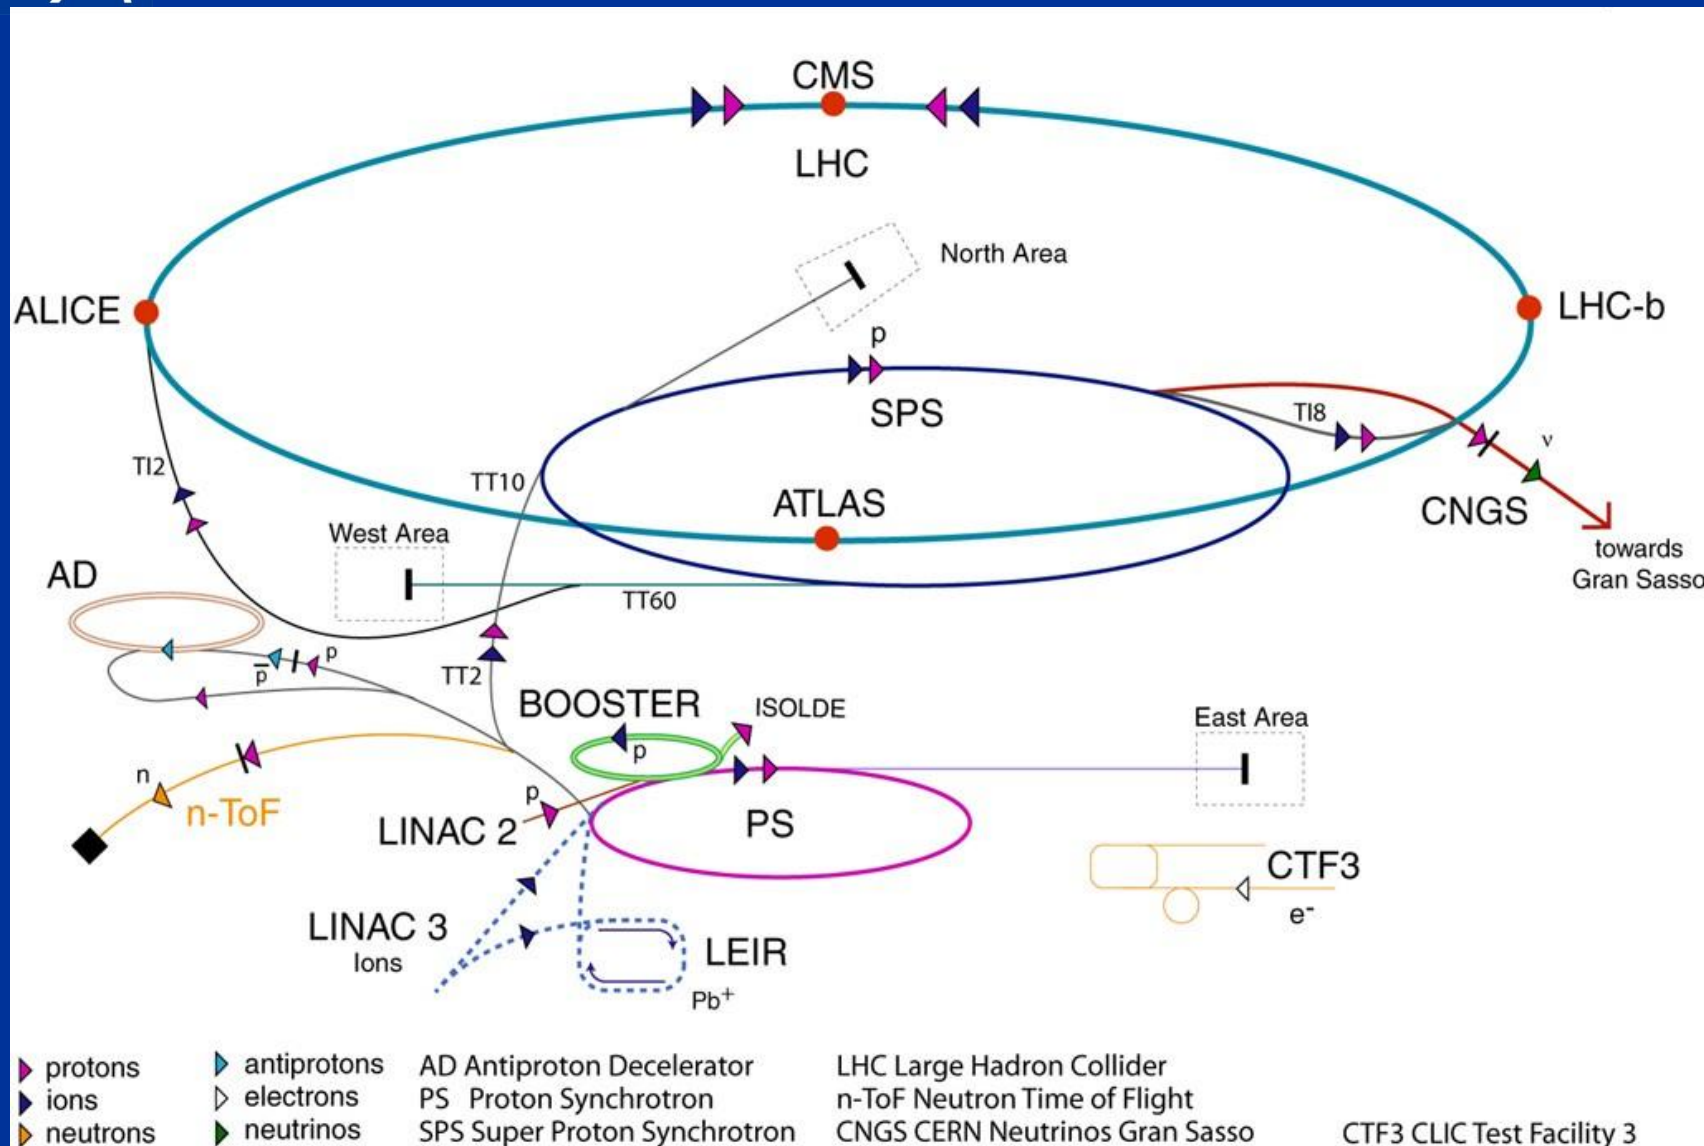 CMS
LHC
North Area
ALICE
LHC-b
p
SPS
TI8
ν
TI2
TT10
ATLAS
CNGS
West Area
towards
Gran Sasso
AD
TT60
p
p̅
TT2
BOOSTER
ISOLDE
East Area
p
n
p
n-ToF
LINAC 2
PS
CTF3
e-
LINAC 3
Ions
LEIR
Pb+
protons
ions
neutrons
antiprotons
electrons
neutrinos
AD Antiproton Decelerator
PS Proton Synchrotron
SPS Super Proton Synchrotron
LHC Large Hadron Collider
n-ToF Neutron Time of Flight
CNGS CERN Neutrinos Gran Sasso
CTF3 CLIC Test Facility 3